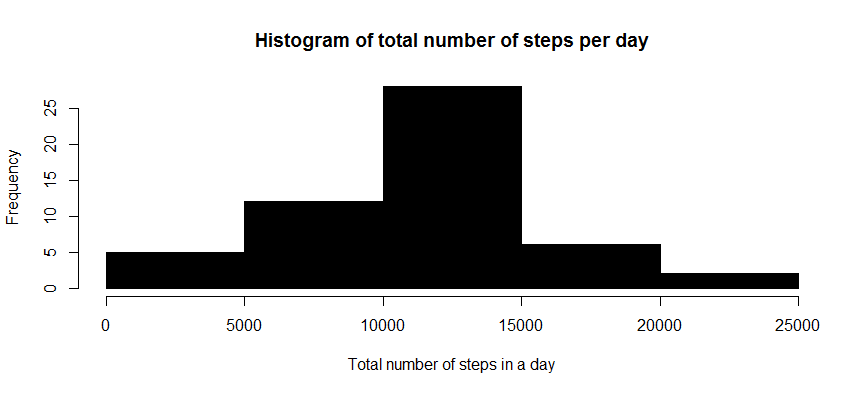 Histogram of total number of steps per day
Frequency
25
20
15
10
5
0
0 5000 10000 15000 20000 25000
Total number of steps in a day